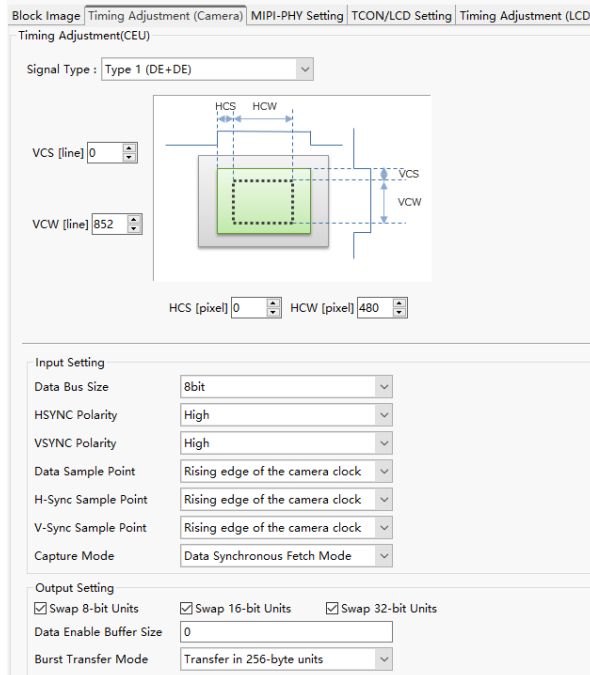 Block Image Timing Adjustment (Camera) MIPI-PHY Setting TCON/LCD Setting Timing Adjustment (LCD
Timing Adjustment(CEU)
Signal Type : Type 1 (DE+DE)
HCS HCW
VCS [line] 0
VCS
VCW
VCW [line] 852
HCS [pixel] 0 HCW [pixel] 480
Input Setting
Data Bus Size 8bit
HSYNC Polarity High
VSYNC Polarity High
Data Sample Point Rising edge of the camera clock
H-Sync Sample Point Rising edge of the camera clock
V-Sync Sample Point Rising edge of the camera clock
Capture Mode Data Synchronous Fetch Mode
Output Setting
Swap 8-bit Units Swap 16-bit Units Swap 32-bit Units
Data Enable Buffer Size 0
Burst Transfer Mode Transfer in 256-byte units